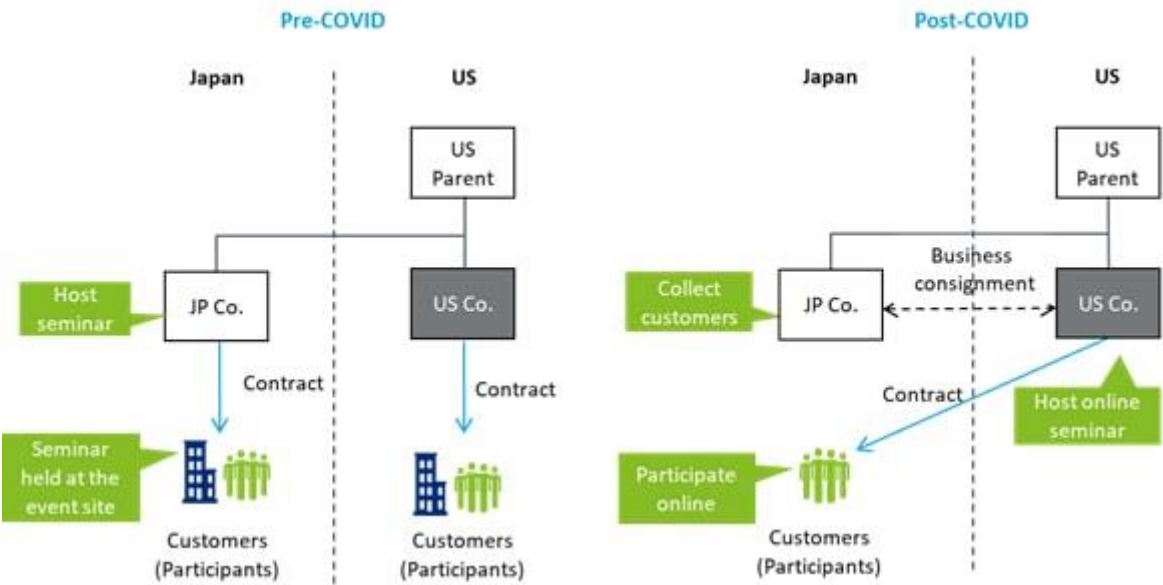 Pre-COVID
Japan
US
US
Parent
Host
seminar
JP Co.
US Co.
Contract
Contract
Seminar
held at the
event site
Customers
(Participants)
Customers
(Participants)
Post-COVID
Japan
US
US
Parent
Business
consignment
Collect
customers
JP Co.
US Co.
Contract
Host online
seminar
Participate
online
Customers
(Participants)